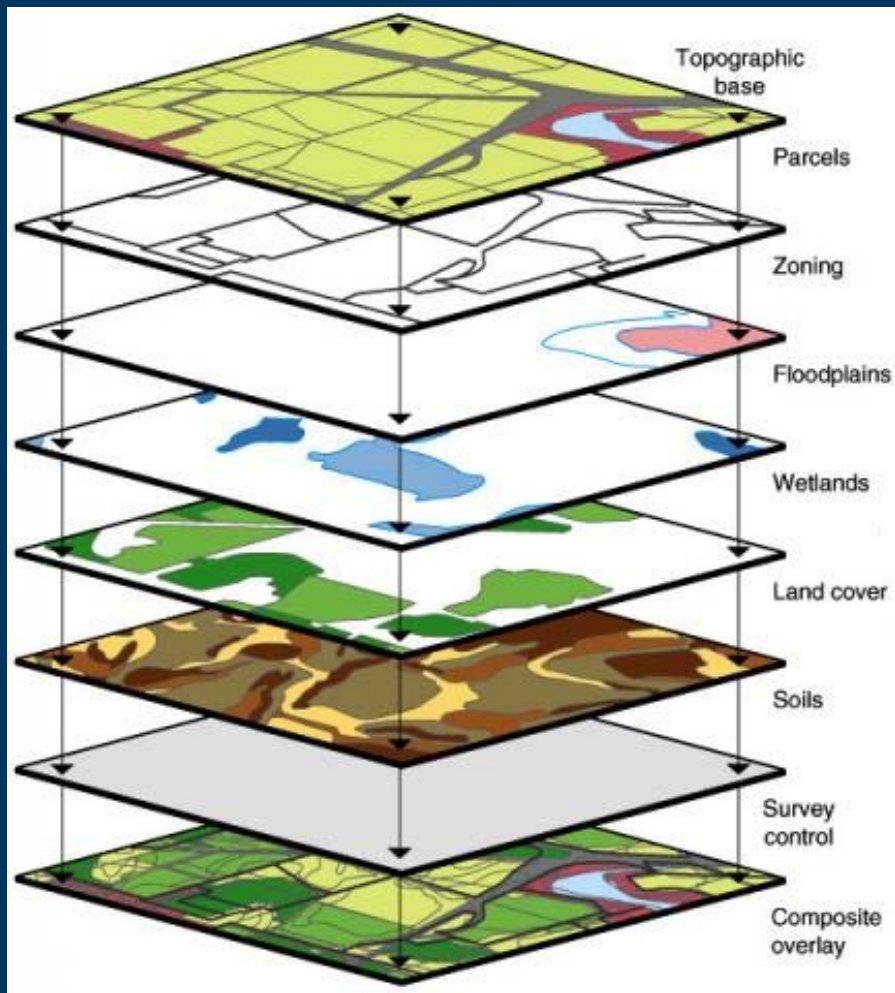 Topographic
base
Parcels
Zoning
Floodplains
Wetlands
Land cover
Soils
Survey
control
Composite
overlay